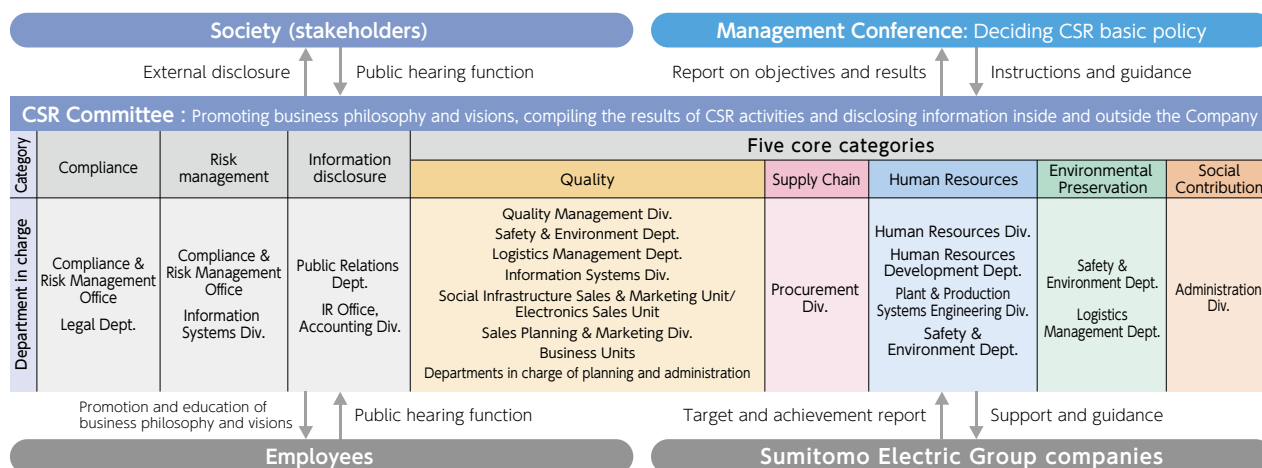 Society (stakeholders)
Management Conference: Deciding CSR basic policy
External disclosure
Public hearing function
Report on objectives and results
Instructions and guidance
CSR Committee : Promoting business philosophy and visions, compiling the results of CSR activities and disclosing information inside and outside the Company
Category
Compliance
Risk
management
Information
disclosure
Five core categories
Quality
Supply Chain
Human Resources
Environmental
Preservation
Social
Contribution
Department in charge
Compliance &
Risk Management
Office
Legal Dept.
Compliance &
Risk Management
Office
Information
Systems Div.
Public Relations
Dept.
IR Office,
Accounting Div.
Quality Management Div.
Safety & Environment Dept.
Logistics Management Dept.
Information Systems Div.
Social Infrastructure Sales & Marketing Unit/
Electronics Sales Unit
Sales Planning & Marketing Div.
Business Units
Departments in charge of planning and administration
Procurement
Div.
Human Resources Div.
Human Resources
Development Dept.
Plant & Production
Systems Engineering Div.
Safety &
Environment Dept.
Safety &
Environment Dept.
Logistics
Management Dept.
Administration
Div.
Promotion and education of
business philosophy and visions
Public hearing function
Target and achievement report
Support and guidance
Employees
Sumitomo Electric Group companies